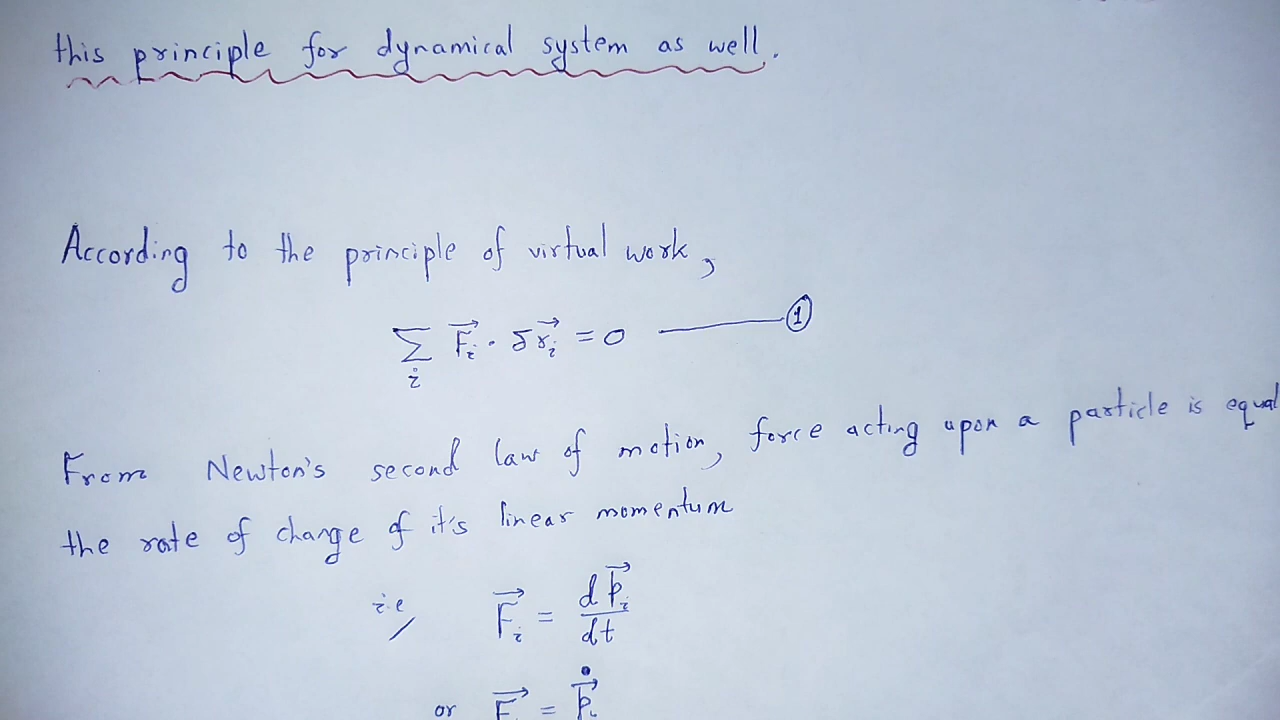 this principle for dynamical system as well.
According to the principle of virtual work,
∑ᵢ F⃗ᵢ · δr⃗ᵢ = 0 ——— ①
From Newton's second law of motion, force acting upon a particle is equal
the rate of change of it's linear momentum
i.e/ F⃗ᵢ = dp⃗ᵢ/dt
or F⃗ᵢ = ṗ⃗ᵢ